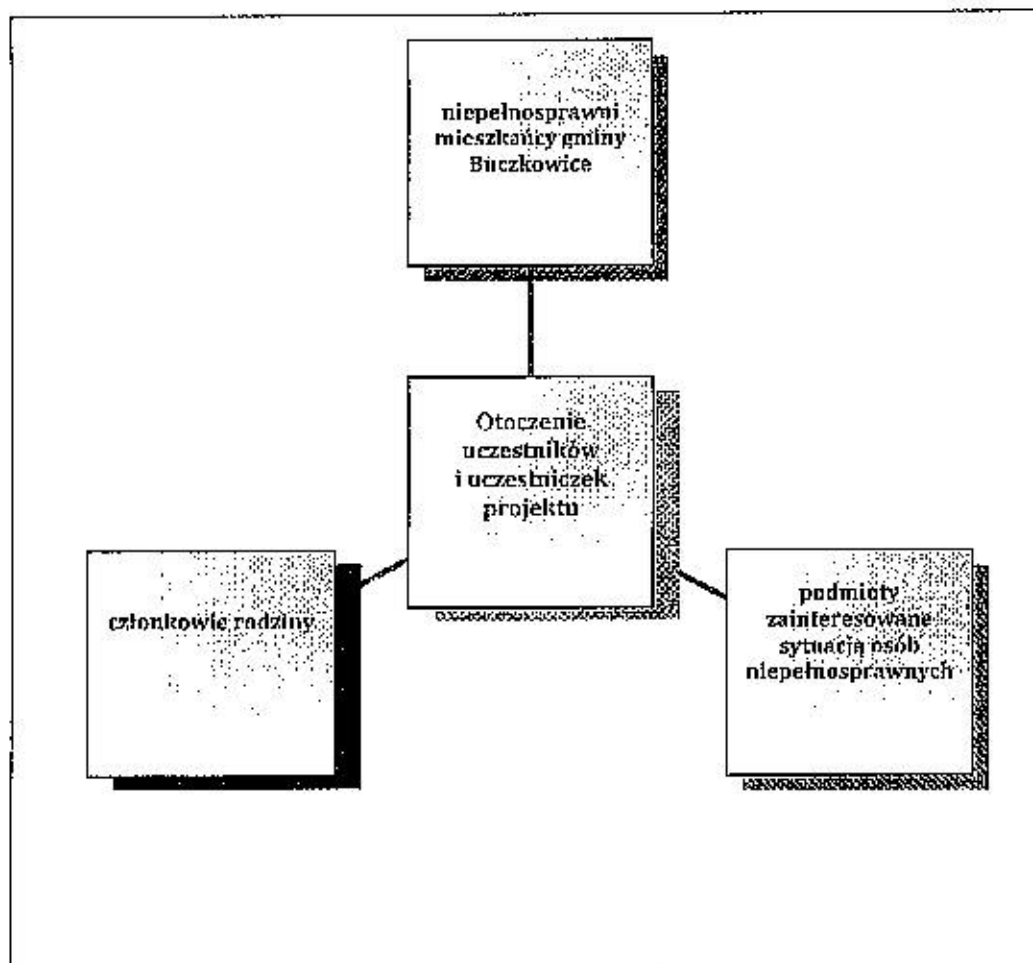 niepełnosprawni
mieszkańcy gminy
Buczkowice
Otoczenie
uczestników
i uczestniczek
projektu
członkowie rodziny
podmioty
zainteresowane
sytuacją osób
niepełnosprawnych